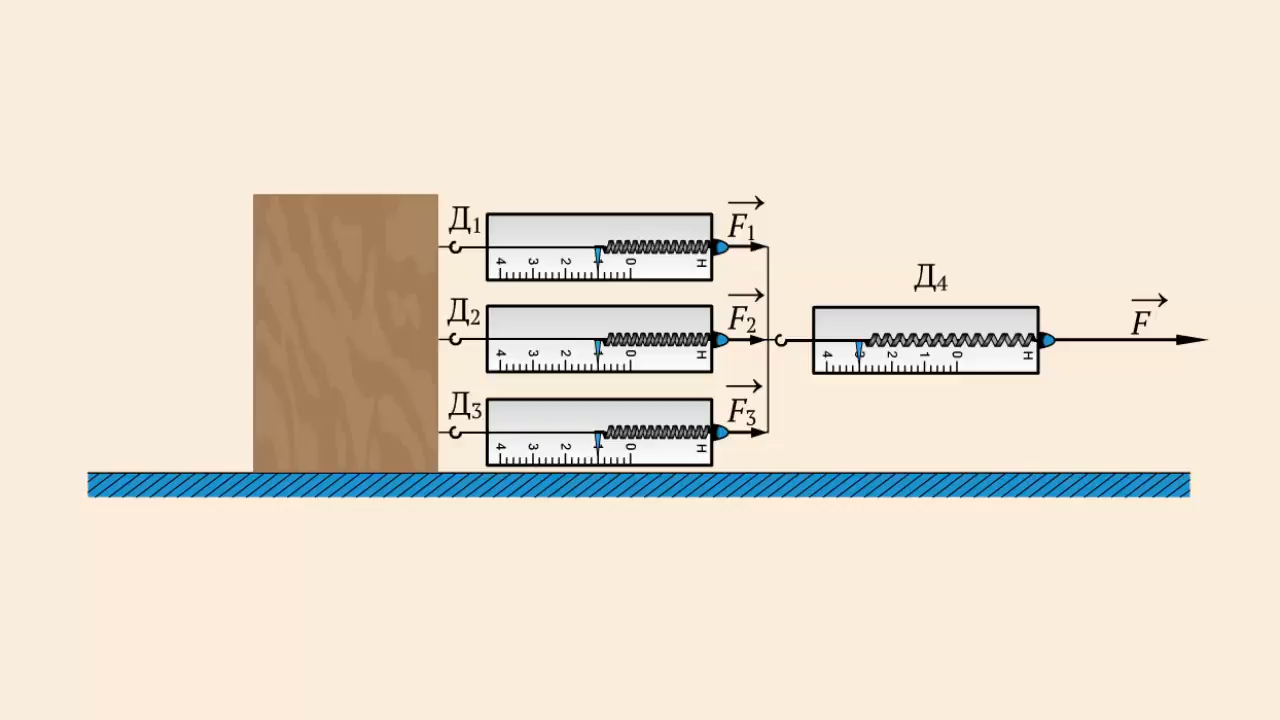 Д₁
F₁
4 3 2 1 0 Н
Д₂
F₂
4 3 2 1 0 Н
Д₃
F₃
4 3 2 1 0 Н
Д₄
F
4 3 2 1 0 Н